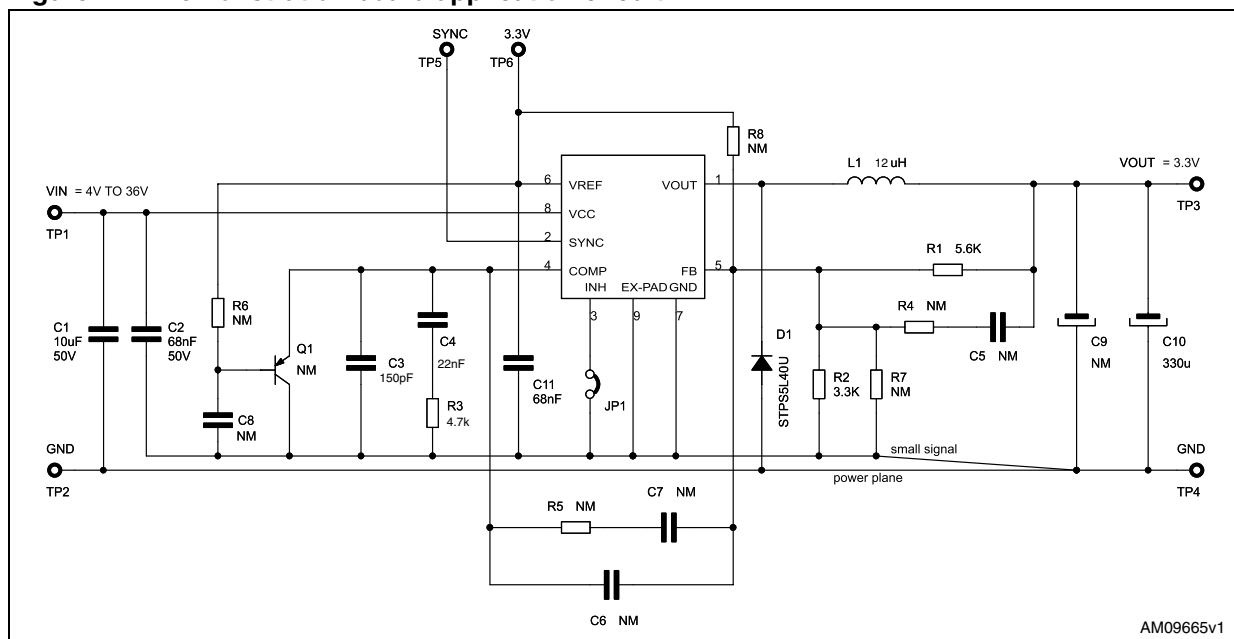 SYNC
TP5
3.3V
TP6
R8
NM
L1 12 uH
VOUT = 3.3V
TP3
VIN = 4V TO 36V
TP1
6
VREF
VOUT
1
8
VCC
2
SYNC
4
COMP
FB
5
INH
EX-PAD
GND
3
9
7
R1 5.6K
R4 NM
C5 NM
R6
NM
C1
10uF
50V
C2
68nF
50V
Q1
NM
C3
150pF
C4
22nF
R3
4.7k
C11
68nF
JP1
D1
STPS5L40U
R2
3.3K
R7
NM
C9
NM
C10
330u
C8
NM
GND
TP2
small signal
power plane
GND
TP4
C7 NM
R5 NM
C6 NM
AM09665v1